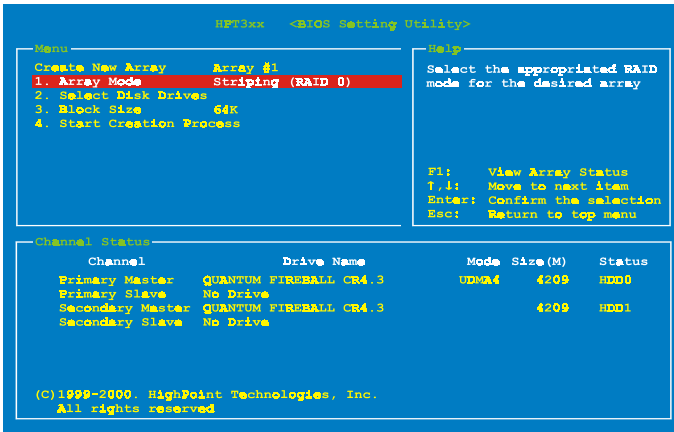 HPT3xx <BIOS Setting Utility>
Menu
Create New Array Array #1
1. Array Mode Striping (RAID 0)
2. Select Disk Drives
3. Block Size 64K
4. Start Creation Process
Help
Select the appropriated RAID
mode for the desired array
F1: View Array Status
↑,↓: Move to next item
Enter: Confirm the selection
Esc: Return to top menu
Channel Status
Channel Drive Name Mode Size(M) Status
Primary Master QUANTUM FIREBALL CR4.3 UDMA4 4209 HDD0
Primary Slave No Drive
Secondary Master QUANTUM FIREBALL CR4.3 4209 HDD1
Secondary Slave No Drive
(C)1999-2000. HighPoint Technologies, Inc.
All rights reserved